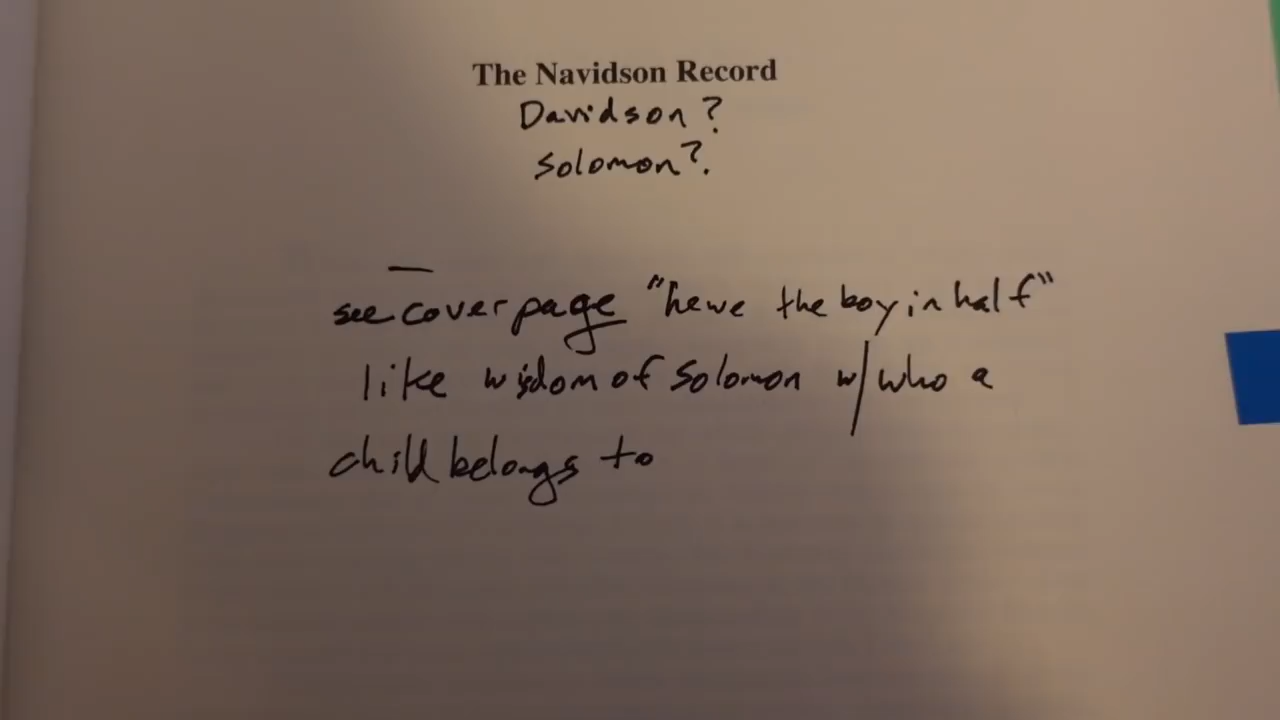 The Navidson Record
Davidson?
Solomon?
see cover page "hewe the boy in half"
like wisdom of Solomon w/ who a
child belongs to